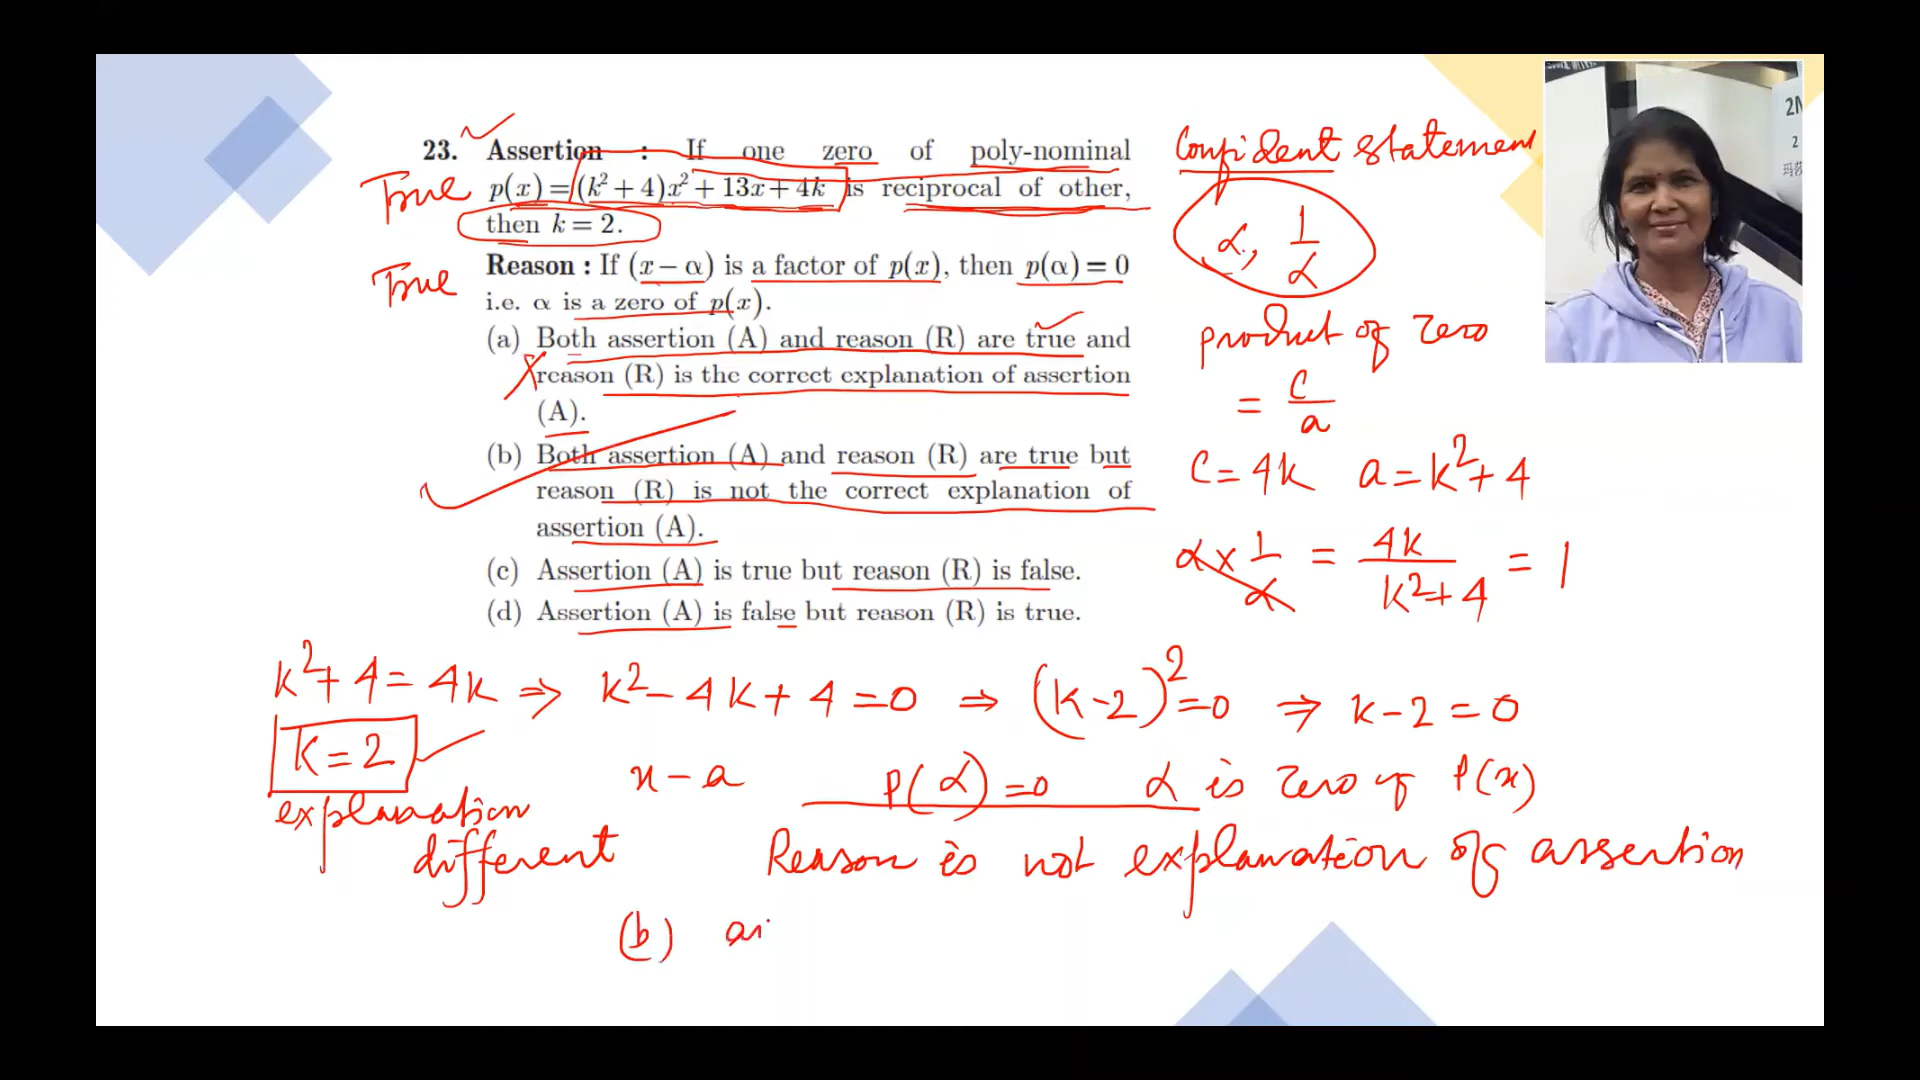 23. Assertion : If one zero of poly-nominal
p(x) = (k² + 4)x² + 13x + 4k is reciprocal of other,
then k = 2.
True
Reason : If (x − α) is a factor of p(x), then p(α) = 0
i.e. α is a zero of p(x).
True
(a) Both assertion (A) and reason (R) are true and
reason (R) is the correct explanation of assertion
(A).
(b) Both assertion (A) and reason (R) are true but
reason (R) is not the correct explanation of
assertion (A).
(c) Assertion (A) is true but reason (R) is false.
(d) Assertion (A) is false but reason (R) is true.
Confident statement
α, 1/α
product of zero
= c/a
C = 4k a = k² + 4
α × 1/α = 4k/(k² + 4) = 1
k² + 4 = 4k ⇒ k² − 4k + 4 = 0 ⇒ (k − 2)² = 0 ⇒ k − 2 = 0
K = 2
x − a P(α) = 0 α is zero of P(x)
explanation
different Reason is not explanation of assertion
(b)
2